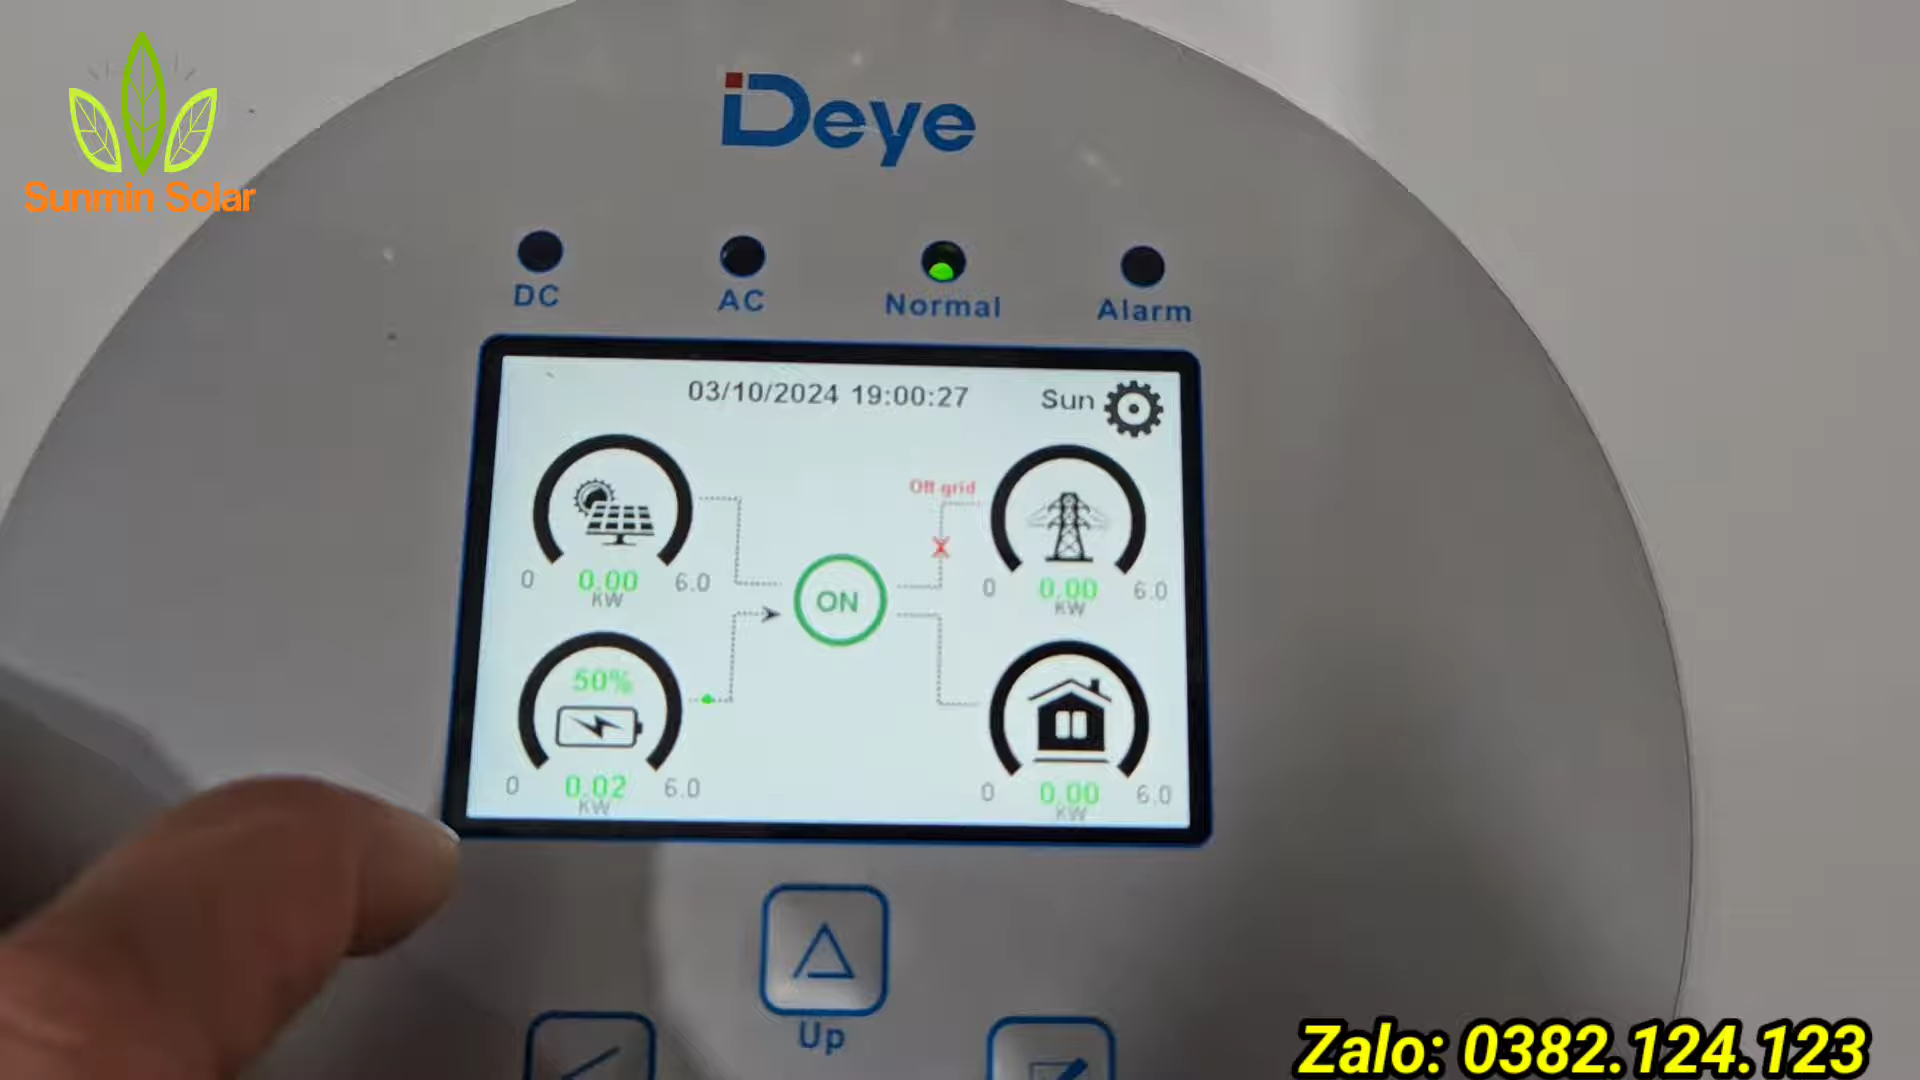 Sunmin Solar
Deye
DC
AC
Normal
Alarm
03/10/2024 19:00:27
Sun
Off grid
0
0.00
6.0
KW
ON
0
0.00
6.0
KW
50%
0
0.02
6.0
KW
0
0.00
6.0
KW
Up
Zalo: 0382.124.123